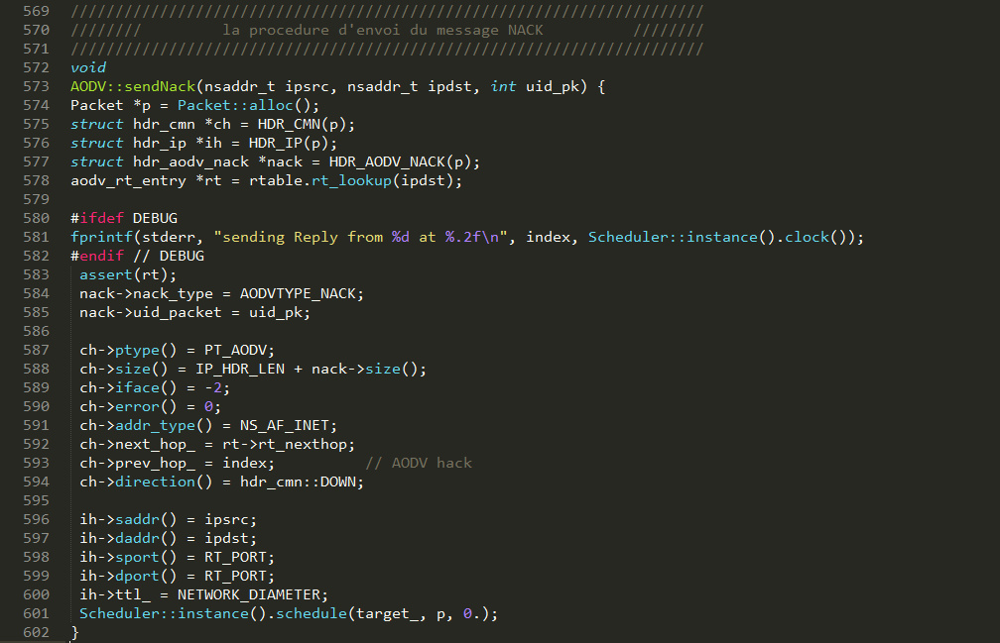 569 ///////////////////////////////////////////////////////////////////////
570 ////////         la procedure d'envoi du message NACK          ////////
571 ///////////////////////////////////////////////////////////////////////
572 void
573 AODV::sendNack(nsaddr_t ipsrc, nsaddr_t ipdst, int uid_pk) {
574 Packet *p = Packet::alloc();
575 struct hdr_cmn *ch = HDR_CMN(p);
576 struct hdr_ip *ih = HDR_IP(p);
577 struct hdr_aodv_nack *nack = HDR_AODV_NACK(p);
578 aodv_rt_entry *rt = rtable.rt_lookup(ipdst);
579
580 #ifdef DEBUG
581 fprintf(stderr, "sending Reply from %d at %.2f\n", index, Scheduler::instance().clock());
582 #endif // DEBUG
583  assert(rt);
584  nack->nack_type = AODVTYPE_NACK;
585  nack->uid_packet = uid_pk;
586
587  ch->ptype() = PT_AODV;
588  ch->size() = IP_HDR_LEN + nack->size();
589  ch->iface() = -2;
590  ch->error() = 0;
591  ch->addr_type() = NS_AF_INET;
592  ch->next_hop_ = rt->rt_nexthop;
593  ch->prev_hop_ = index;          // AODV hack
594  ch->direction() = hdr_cmn::DOWN;
595
596  ih->saddr() = ipsrc;
597  ih->daddr() = ipdst;
598  ih->sport() = RT_PORT;
599  ih->dport() = RT_PORT;
600  ih->ttl_ = NETWORK_DIAMETER;
601  Scheduler::instance().schedule(target_, p, 0.);
602 }